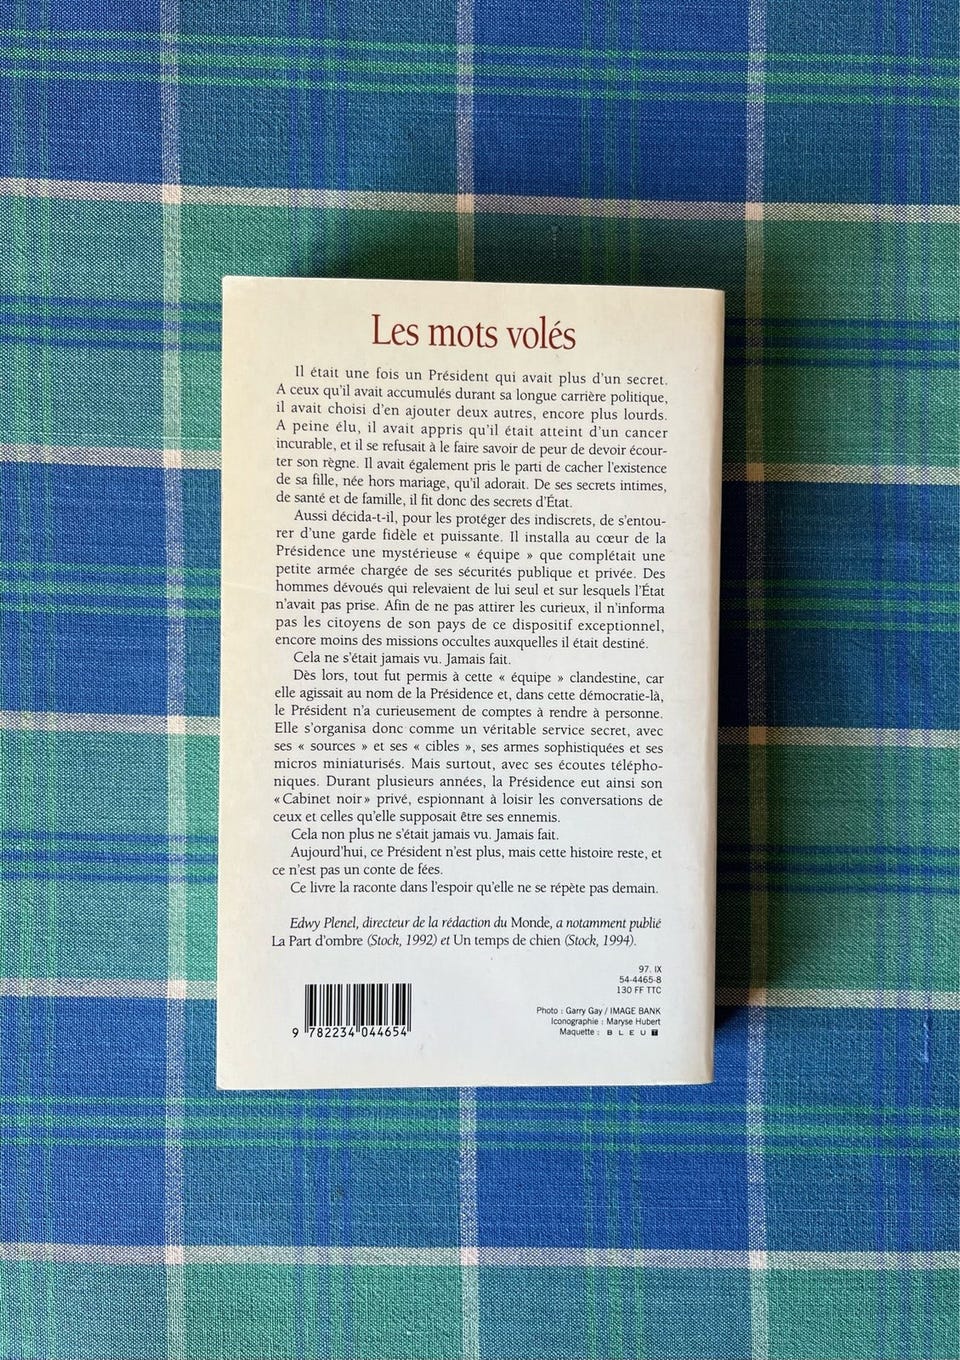 Les mots volés
Il était une fois un Président qui avait plus d'un secret.
A ceux qu'il avait accumulés durant sa longue carrière politique,
il avait choisi d'en ajouter deux autres, encore plus lourds.
A peine élu, il avait appris qu'il était atteint d'un cancer
incurable, et il se refusait à le faire savoir de peur de devoir écour-
ter son règne. Il avait également pris le parti de cacher l'existence
de sa fille, née hors mariage, qu'il adorait. De ses secrets intimes,
de santé et de famille, il fit donc des secrets d'État.
Aussi décida-t-il, pour les protéger des indiscrets, de s'entou-
rer d'une garde fidèle et puissante. Il installa au cœur de la
Présidence une mystérieuse « équipe » que complétait une
petite armée chargée de ses sécurités publique et privée. Des
hommes dévoués qui relevaient de lui seul et sur lesquels l'État
n'avait pas prise. Afin de ne pas attirer les curieux, il n'informa
pas les citoyens de son pays de ce dispositif exceptionnel,
encore moins des missions occultes auxquelles il était destiné.
Cela ne s'était jamais vu. Jamais fait.
Dès lors, tout fut permis à cette « équipe » clandestine, car
elle agissait au nom de la Présidence et, dans cette démocratie-là,
le Président n'a curieusement de comptes à rendre à personne.
Elle s'organisa donc comme un véritable service secret, avec
ses « sources » et ses « cibles », ses armes sophistiquées et ses
micros miniaturisés. Mais surtout, avec ses écoutes télépho-
niques. Durant plusieurs années, la Présidence eut ainsi son
« Cabinet noir » privé, espionnant à loisir les conversations de
ceux et celles qu'elle supposait être ses ennemis.
Cela non plus ne s'était jamais vu. Jamais fait.
Aujourd'hui, ce Président n'est plus, mais cette histoire reste, et
ce n'est pas un conte de fées.
Ce livre la raconte dans l'espoir qu'elle ne se répète pas demain.
Edwy Plenel, directeur de la rédaction du Monde, a notamment publié
La Part d'ombre (Stock, 1992) et Un temps de chien (Stock, 1994).
97. IX
54-4465-8
130 FF TTC
Photo : Garry Gay / IMAGE BANK
Iconographie : Maryse Hubert
Maquette : B L E U T
9 782234 044654